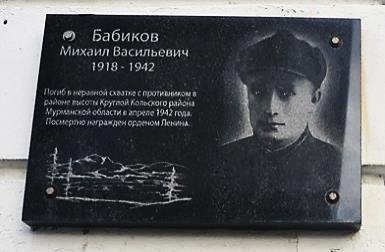 Бабиков
Михаил Васильевич
1918 - 1942
Погиб в неравной схватке с противником в
районе высоты Круглой Кольского района
Мурманской области в апреле 1942 года.
Посмертно награжден орденом Ленина.